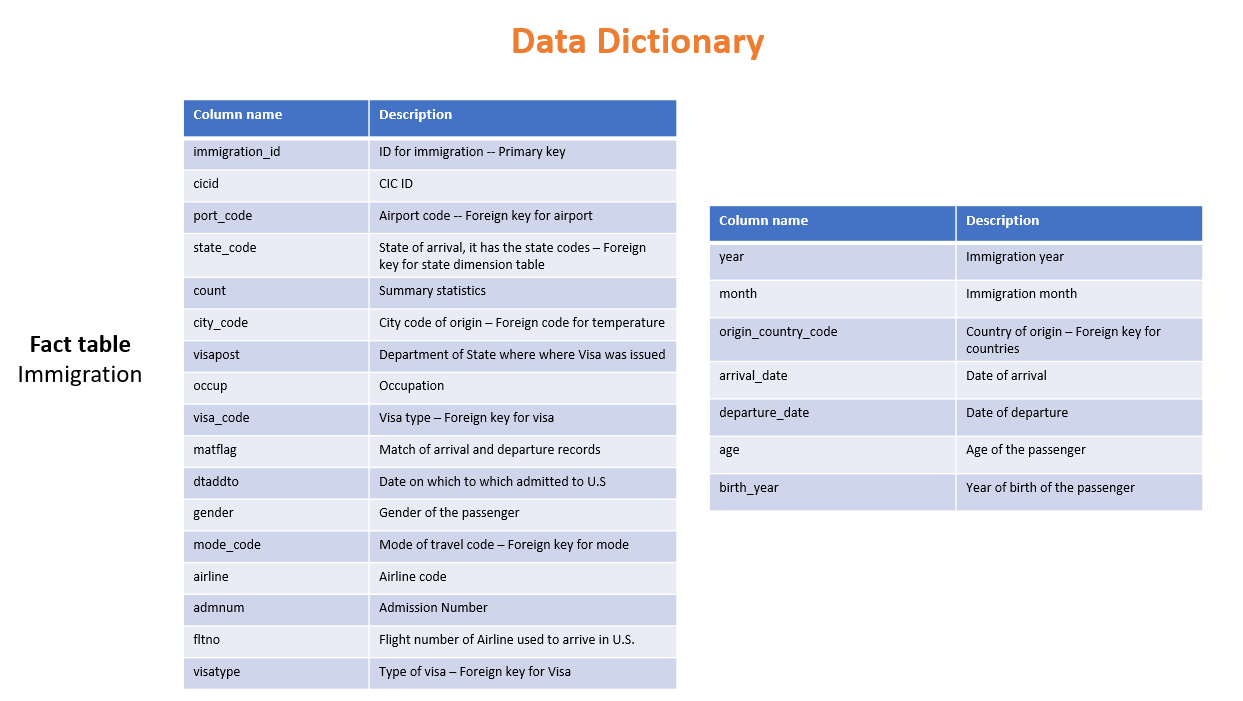 Data Dictionary
Fact table
Immigration
Column name Description
immigration_id ID for immigration -- Primary key
cicid CIC ID
port_code Airport code -- Foreign key for airport
state_code State of arrival, it has the state codes – Foreign
key for state dimension table
count Summary statistics
city_code City code of origin – Foreign code for temperature
visapost Department of State where where Visa was issued
occup Occupation
visa_code Visa type – Foreign key for visa
matflag Match of arrival and departure records
dtaddto Date on which to which admitted to U.S
gender Gender of the passenger
mode_code Mode of travel code – Foreign key for mode
airline Airline code
admnum Admission Number
fltno Flight number of Airline used to arrive in U.S.
visatype Type of visa – Foreign key for Visa
Column name Description
year Immigration year
month Immigration month
origin_country_code Country of origin – Foreign key for
countries
arrival_date Date of arrival
departure_date Date of departure
age Age of the passenger
birth_year Year of birth of the passenger